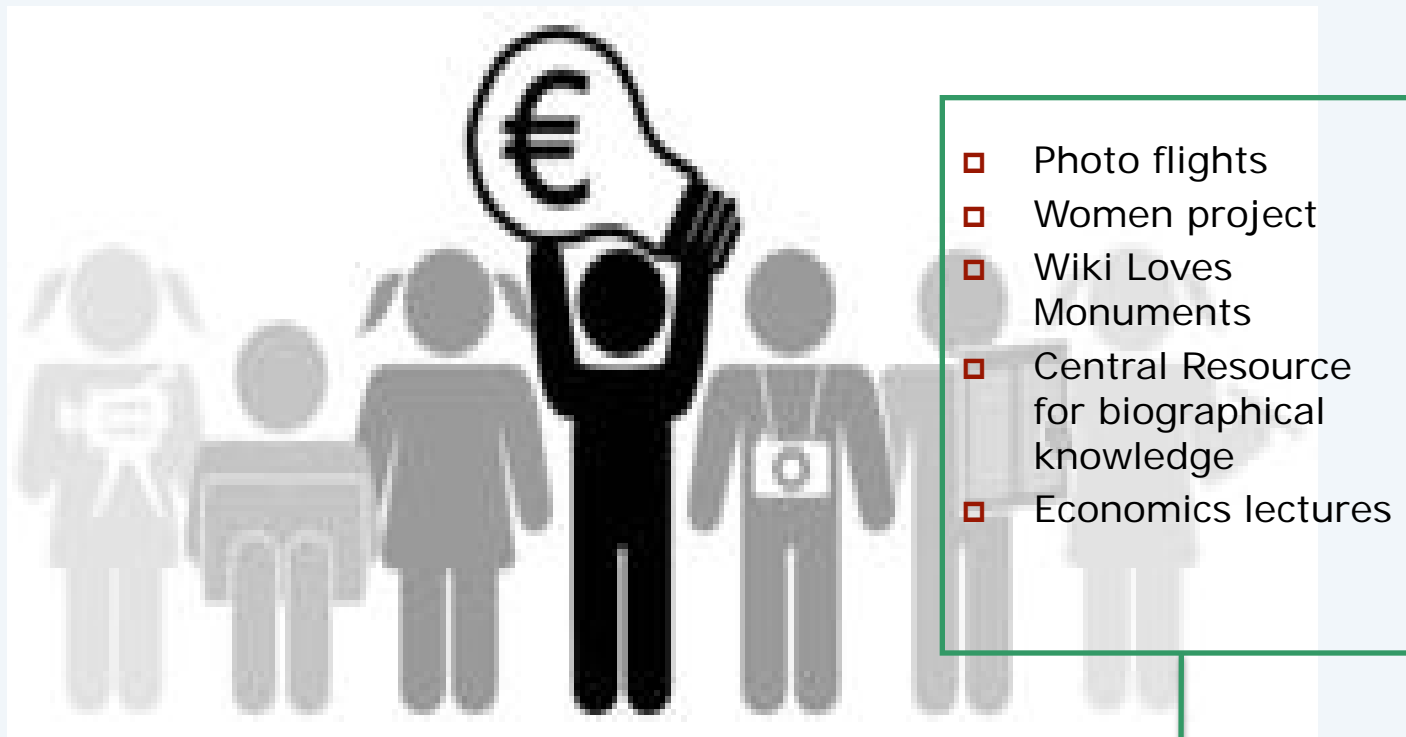 €
Photo flights
Women project
Wiki Loves
Monuments
Central Resource
for biographical
knowledge
Economics lectures